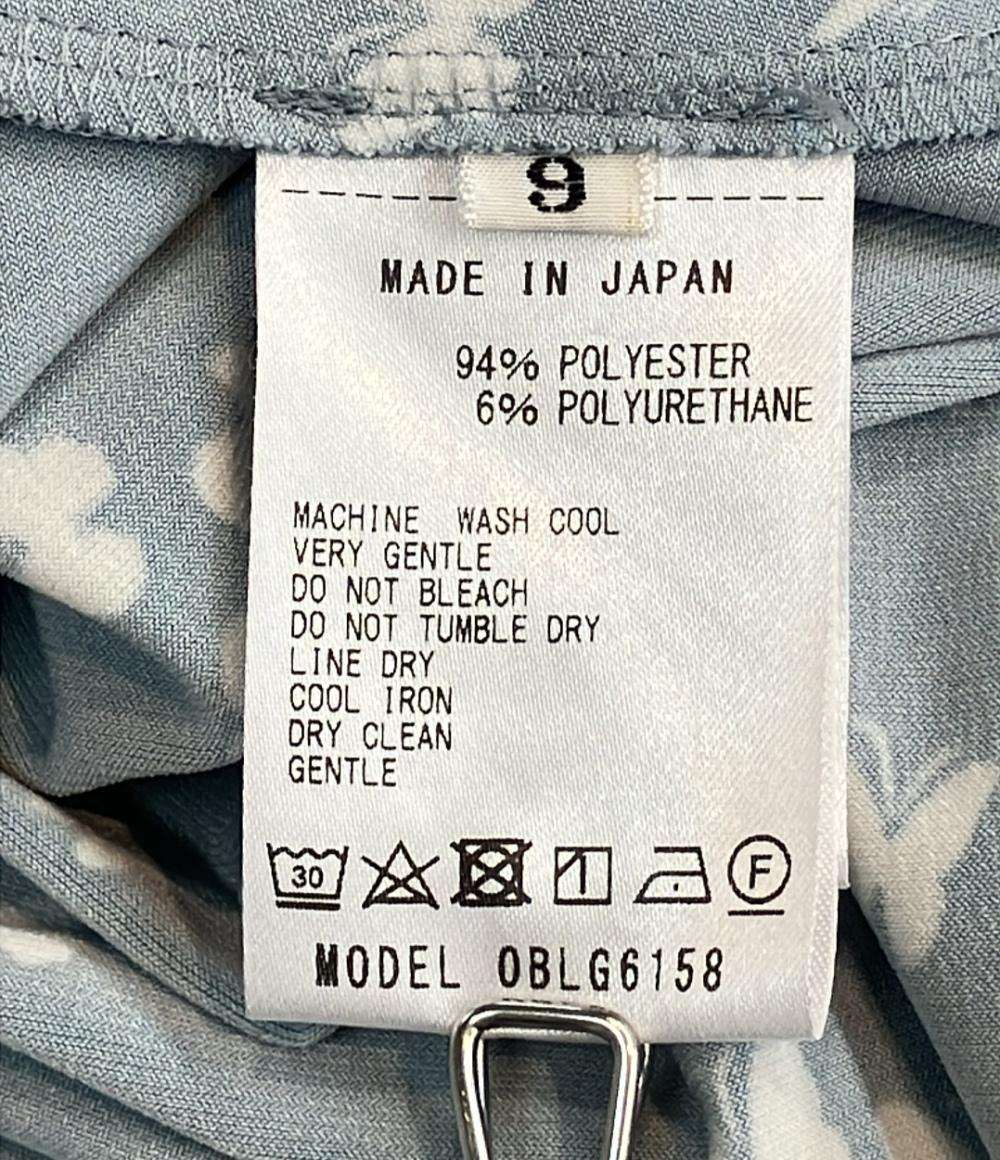 9
MADE IN JAPAN
94% POLYESTER
6% POLYURETHANE
MACHINE WASH COOL
VERY GENTLE
DO NOT BLEACH
DO NOT TUMBLE DRY
LINE DRY
COOL IRON
DRY CLEAN
GENTLE
30 F
MODEL OBLG6158